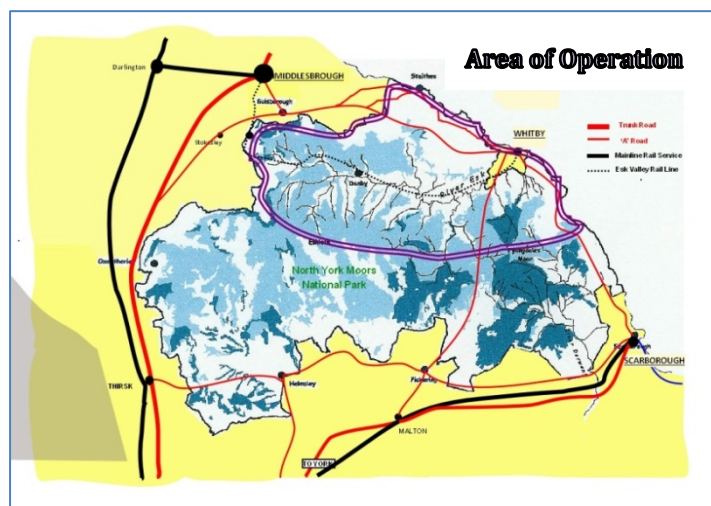 Area of Operation
Staithes
Darlington
MIDDLESBROUGH
Guisborough
Stokesley
WHITBY
Trunk Road
'A' Road
Mainline Rail Service
Esk Valley Rail Line
Danby
River Esk
North York Moors
National Park
SCARBOROUGH
THIRSK
Helmsley
Pickering
MALTON
TO YORK